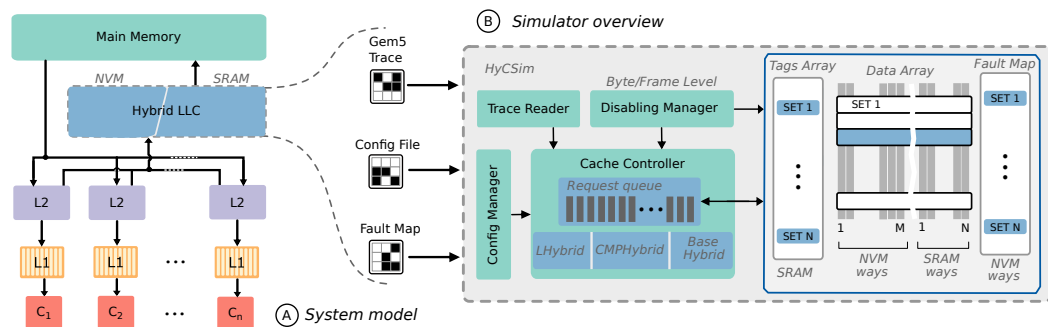 Main Memory
NVM
SRAM
Hybrid LLC
L2
L2
L2
L1
L1
L1
C1
C2
Cn
A System model
B Simulator overview
Gem5
Trace
Config File
Fault Map
HyCSim
Byte/Frame Level
Trace Reader
Disabling Manager
Config Manager
Cache Controller
Request queue
LHybrid
CMPHybrid
Base
Hybrid
Tags Array
SET 1
SET N
SRAM
Data Array
SET 1
1
M
1
N
NVM
ways
SRAM
ways
Fault Map
SET 1
SET N
NVM
ways